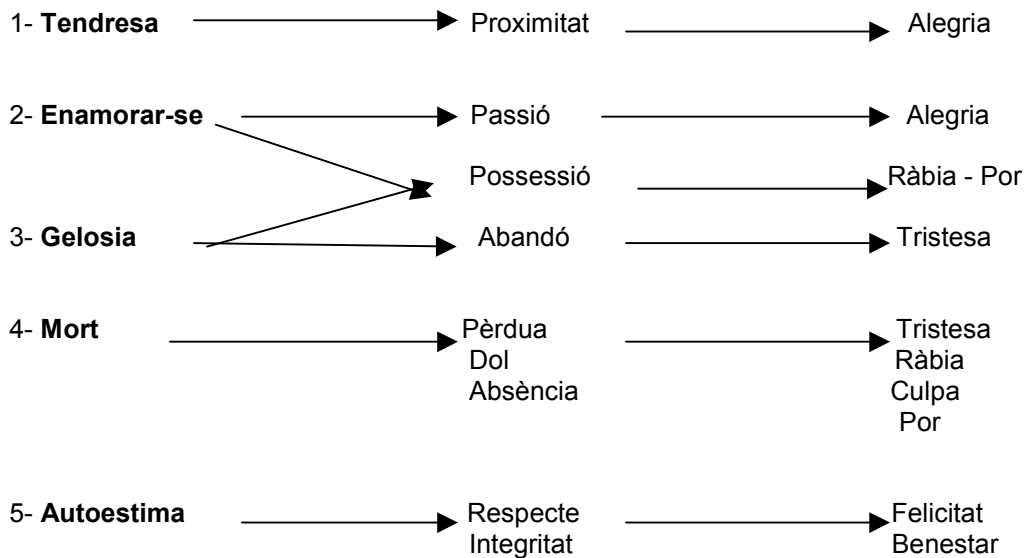 1- Tendresa Proximitat Alegria
2- Enamorar-se Passió Alegria
Possessió Ràbia - Por
3- Gelosia Abandó Tristesa
4- Mort Pèrdua Tristesa
Dol Ràbia
Absència Culpa
Por
5- Autoestima Respecte Felicitat
Integritat Benestar